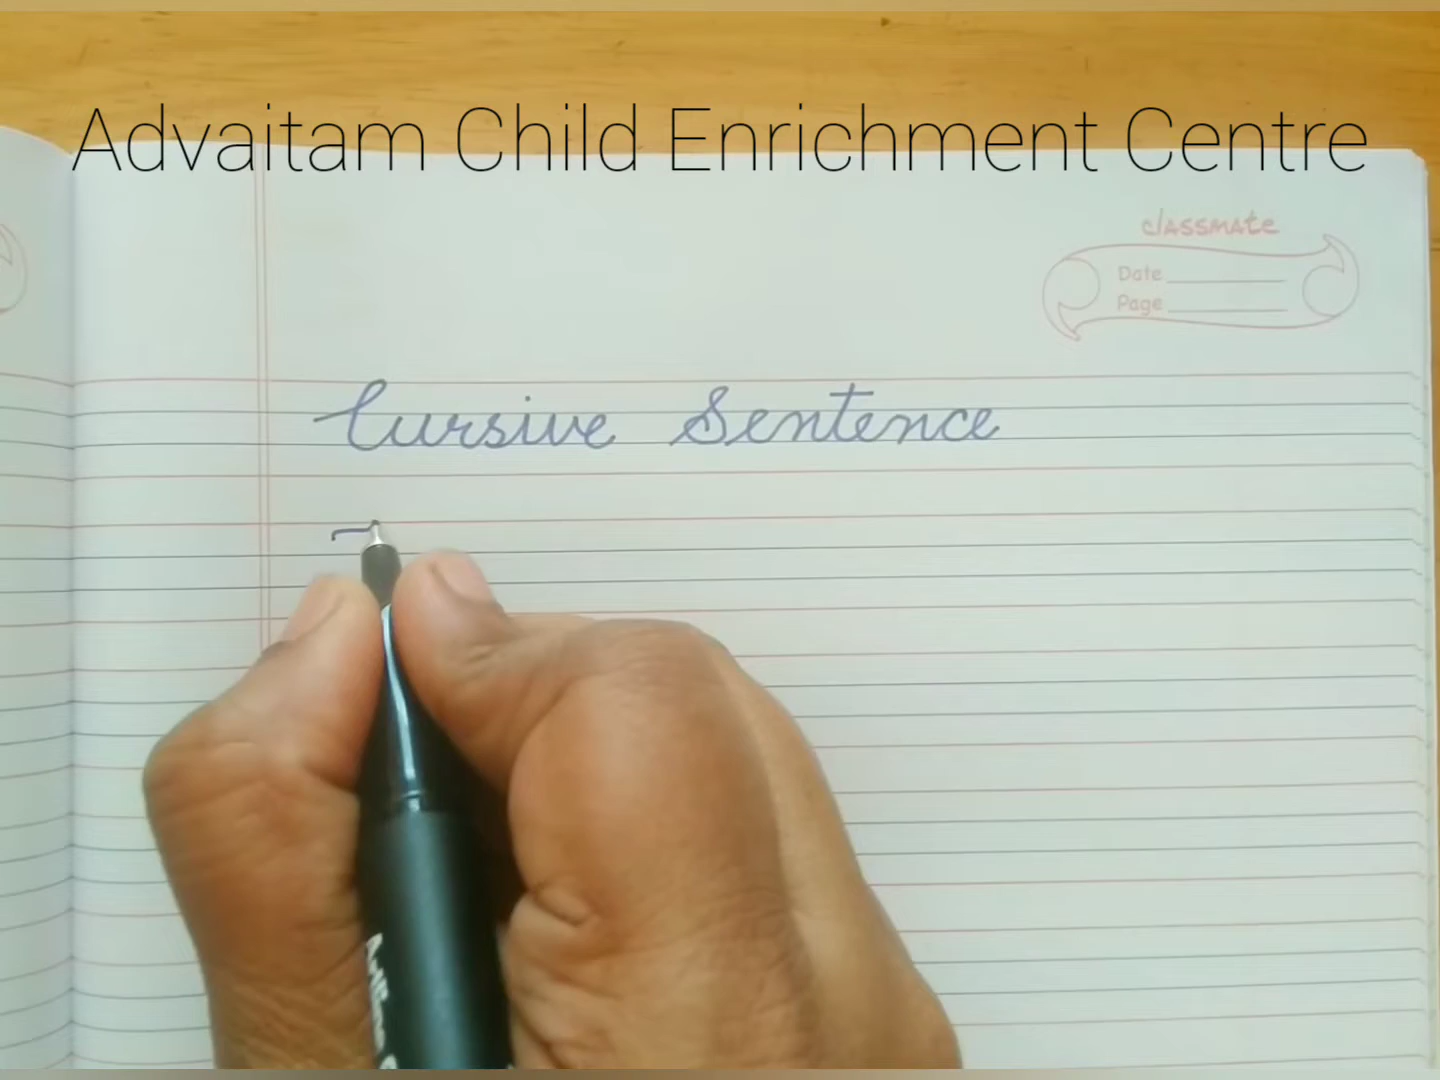 Advaitam Child Enrichment Centre
classmate
Date
Page
Cursive Sentence